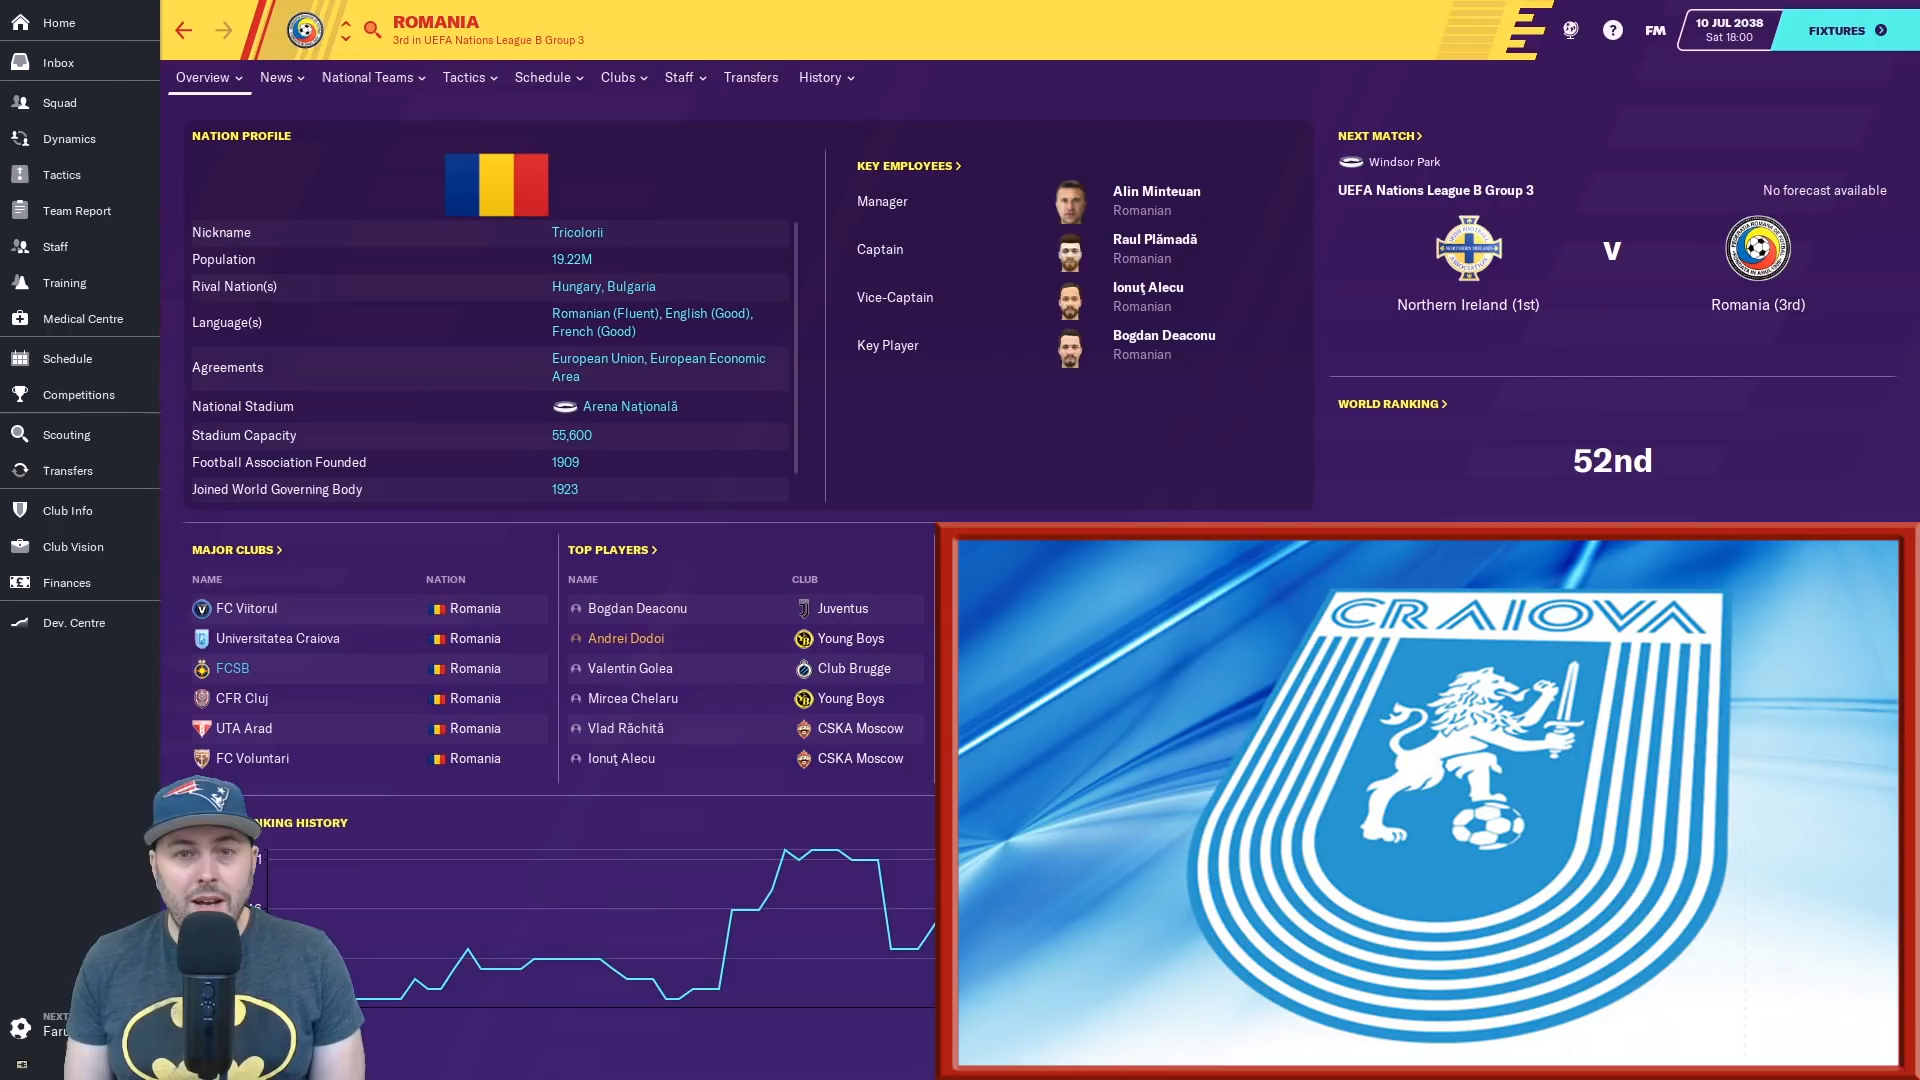 Home
Inbox
Squad
Dynamics
Tactics
Team Report
Staff
Training
Medical Centre
Schedule
Competitions
Scouting
Transfers
Club Info
Club Vision
Finances
Dev. Centre
NEXT
Faru
ROMANIA
3rd in UEFA Nations League B Group 3
?
FM
10 JUL 2038
Sat 18:00
FIXTURES
Overview News National Teams Tactics Schedule Clubs Staff Transfers History
NATION PROFILE
Nickname Tricolorii
Population 19.22M
Rival Nation(s) Hungary, Bulgaria
Language(s) Romanian (Fluent), English (Good),
French (Good)
Agreements European Union, European Economic
Area
National Stadium Arena Naţională
Stadium Capacity 55,600
Football Association Founded 1909
Joined World Governing Body 1923
KEY EMPLOYEES >
Manager Alin Minteuan
Romanian
Captain Raul Plămadă
Romanian
Vice-Captain Ionuţ Alecu
Romanian
Key Player Bogdan Deaconu
Romanian
NEXT MATCH >
Windsor Park
UEFA Nations League B Group 3 No forecast available
NORTHERN IRELAND
V
Northern Ireland (1st) Romania (3rd)
WORLD RANKING >
52nd
MAJOR CLUBS >
NAME NATION
FC Viitorul Romania
Universitatea Craiova Romania
FCSB Romania
CFR Cluj Romania
UTA Arad Romania
FC Voluntari Romania
TOP PLAYERS >
NAME CLUB
Bogdan Deaconu Juventus
Andrei Dodoi Young Boys
Valentin Golea Club Brugge
Mircea Chelaru Young Boys
Vlad Răchită CSKA Moscow
Ionuţ Alecu CSKA Moscow
NKING HISTORY
CRAIOVA